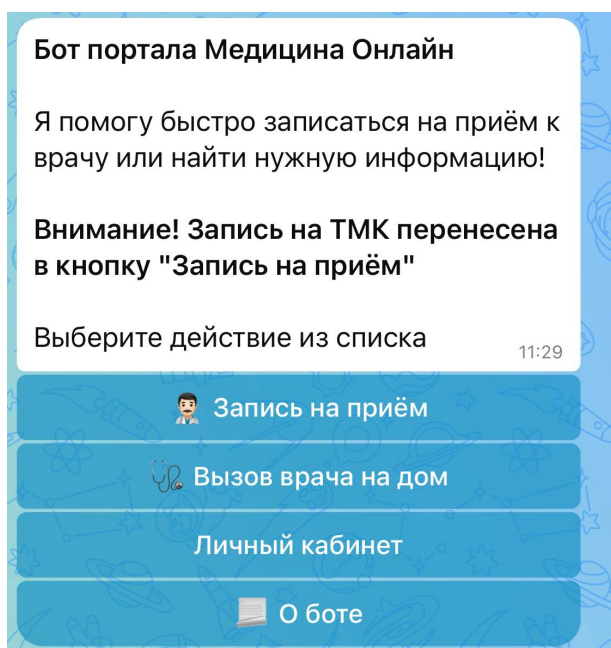 Бот портала Медицина Онлайн
Я помогу быстро записаться на приём к
врачу или найти нужную информацию!
Внимание! Запись на ТМК перенесена
в кнопку "Запись на приём"
Выберите действие из списка
11:29
Запись на приём
Вызов врача на дом
Личный кабинет
О боте